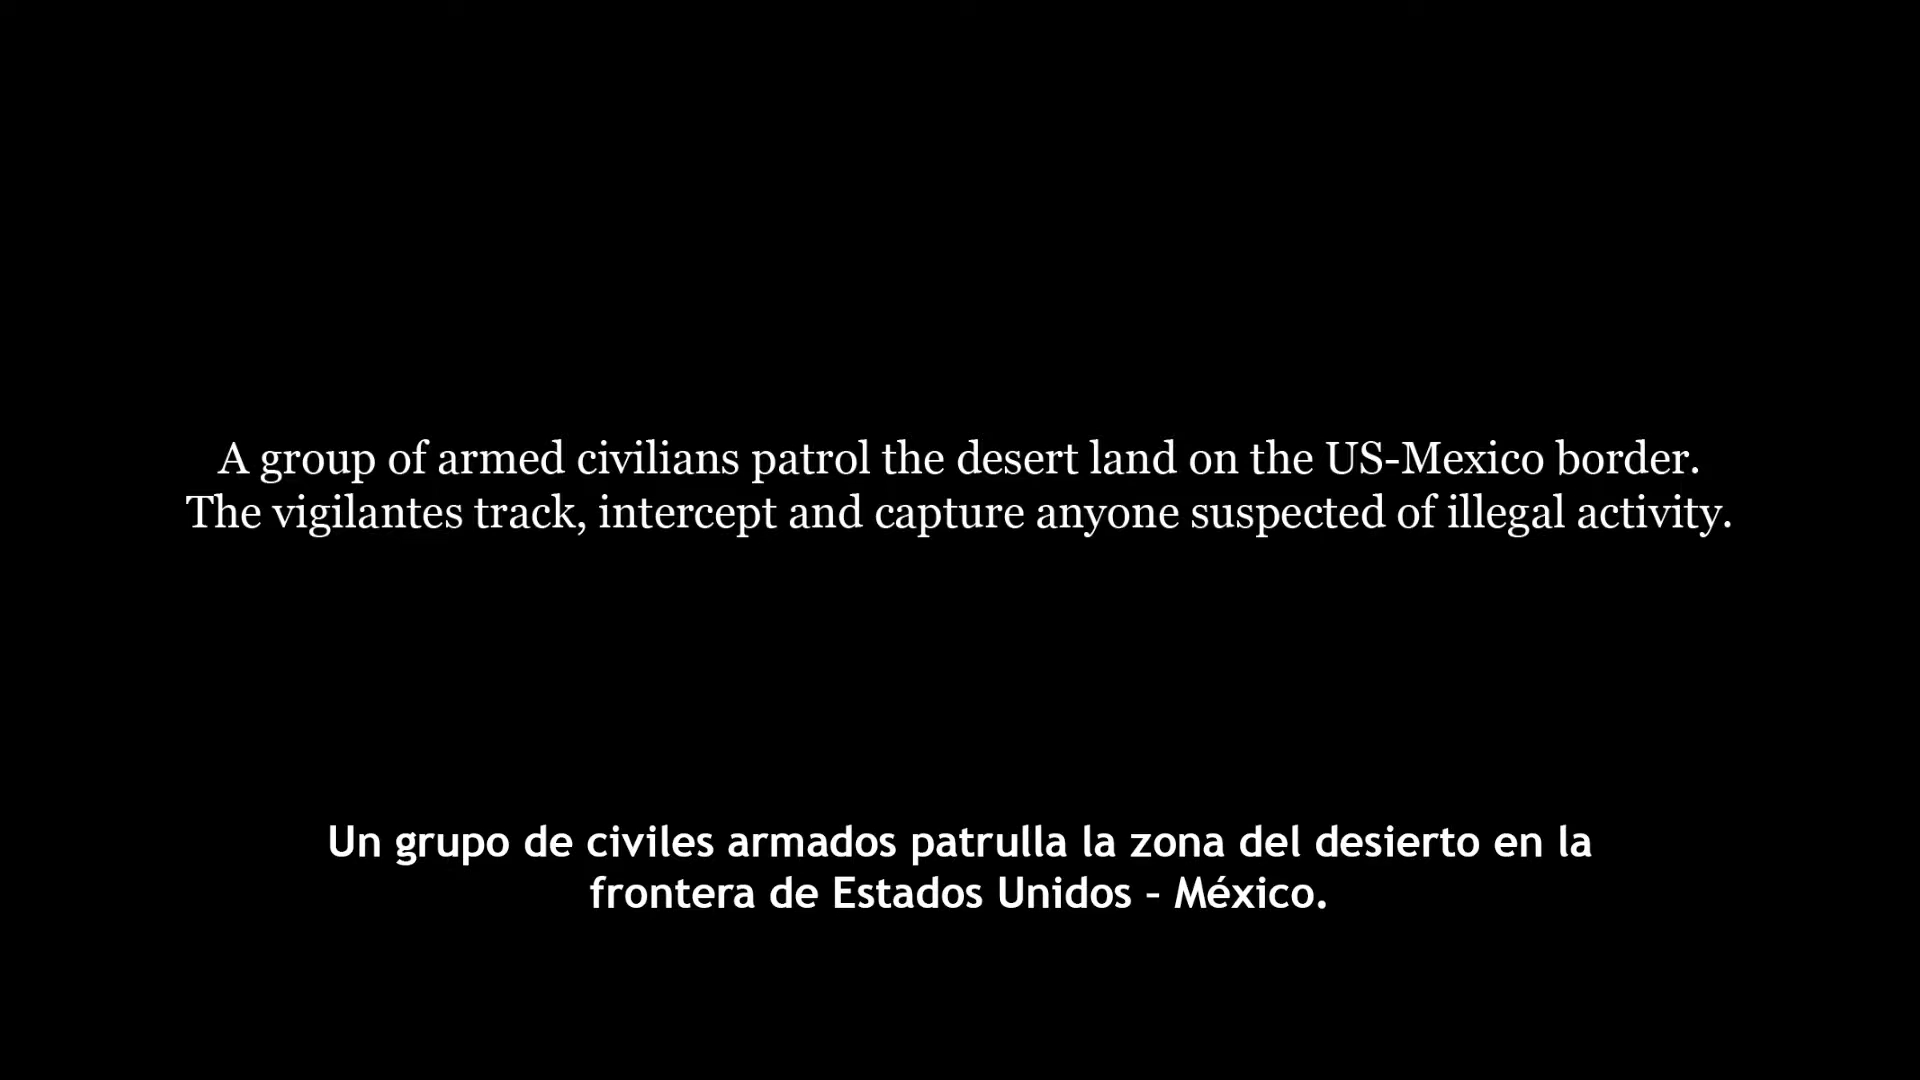 A group of armed civilians patrol the desert land on the US-Mexico border.
The vigilantes track, intercept and capture anyone suspected of illegal activity.
Un grupo de civiles armados patrulla la zona del desierto en la
frontera de Estados Unidos – México.